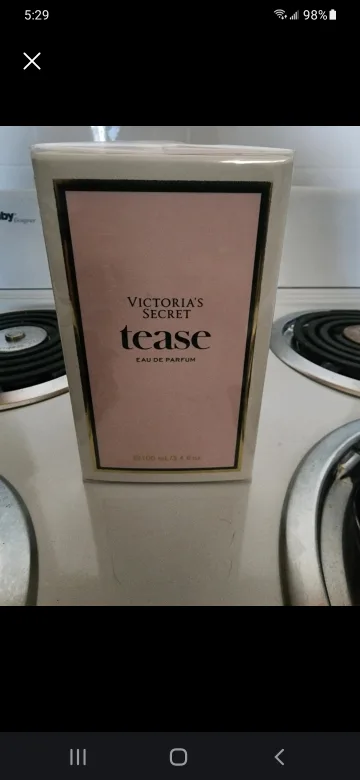 5:29
98%
VICTORIA'S
SECRET
tease
EAU DE PARFUM